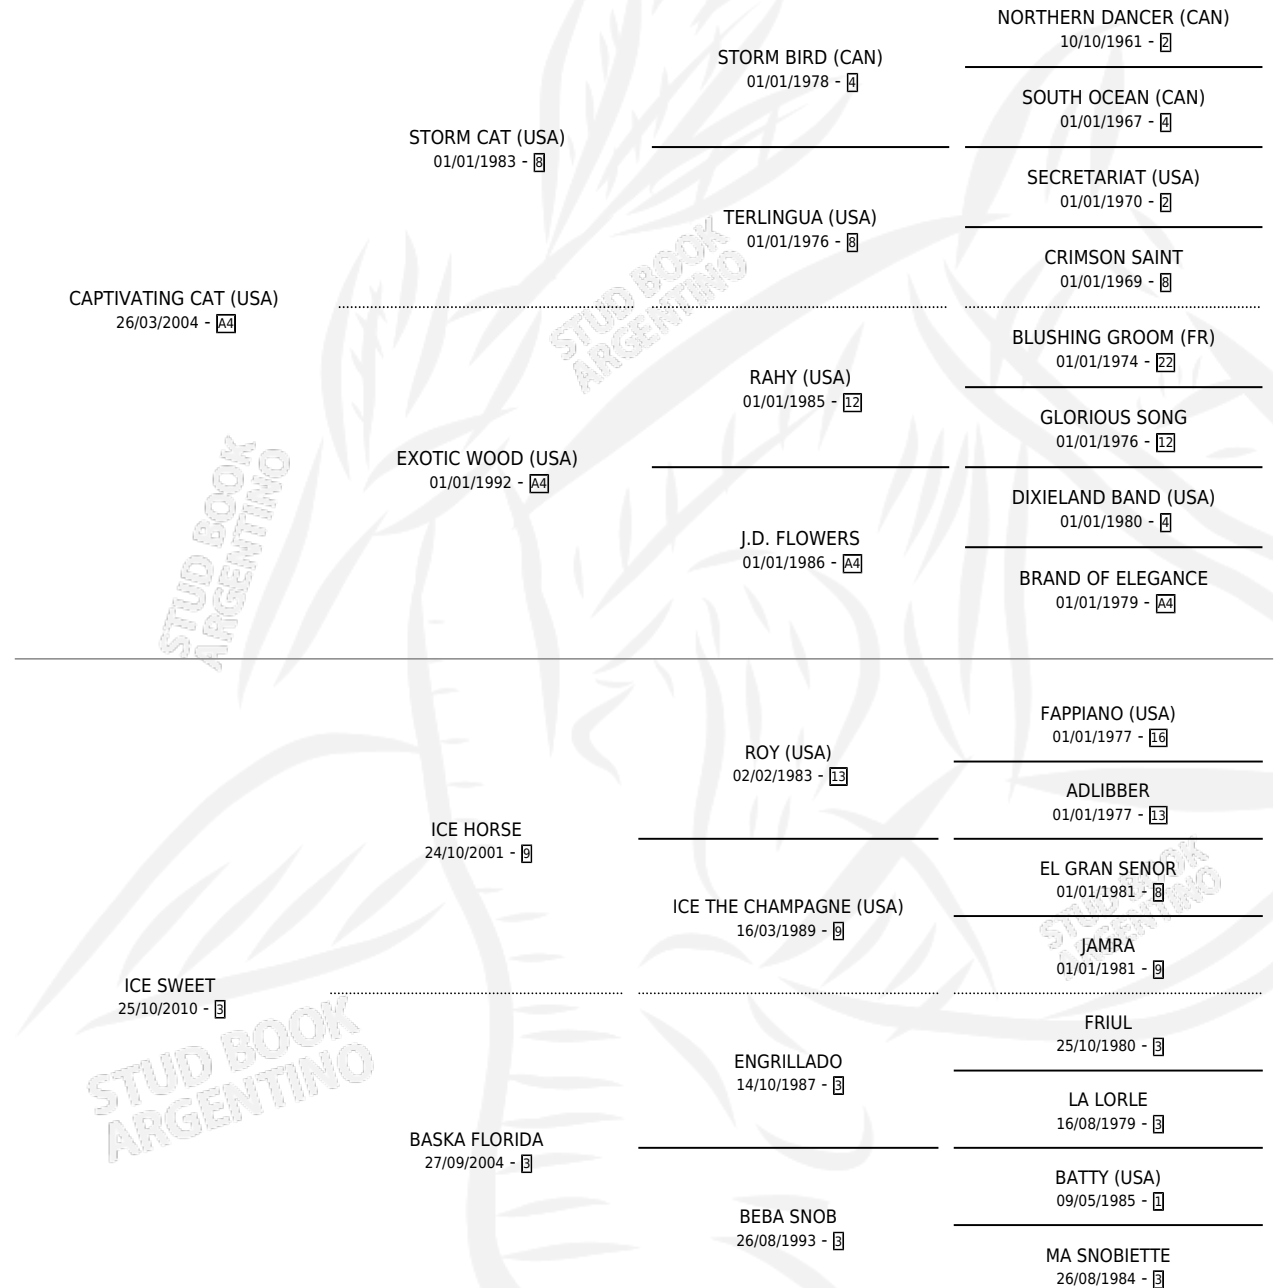 NORTHERN DANCER (CAN)
10/10/1961 - 2
STORM BIRD (CAN)
01/01/1978 - 4
SOUTH OCEAN (CAN)
01/01/1967 - 4
STORM CAT (USA)
01/01/1983 - 8
SECRETARIAT (USA)
01/01/1970 - 2
TERLINGUA (USA)
01/01/1976 - 8
CRIMSON SAINT
01/01/1969 - 8
CAPTIVATING CAT (USA)
26/03/2004 - A4
BLUSHING GROOM (FR)
01/01/1974 - 22
RAHY (USA)
01/01/1985 - 12
GLORIOUS SONG
01/01/1976 - 12
EXOTIC WOOD (USA)
01/01/1992 - A4
DIXIELAND BAND (USA)
01/01/1980 - 4
J.D. FLOWERS
01/01/1986 - A4
BRAND OF ELEGANCE
01/01/1979 - A4
FAPPIANO (USA)
01/01/1977 - 16
ROY (USA)
02/02/1983 - 13
ADLIBBER
01/01/1977 - 13
ICE HORSE
24/10/2001 - 9
EL GRAN SENOR
01/01/1981 - 8
ICE THE CHAMPAGNE (USA)
16/03/1989 - 9
JAMRA
01/01/1981 - 9
ICE SWEET
25/10/2010 - 3
FRIUL
25/10/1980 - 3
ENGRILLADO
14/10/1987 - 3
LA LORLE
16/08/1979 - 3
BASKA FLORIDA
27/09/2004 - 3
BATTY (USA)
09/05/1985 - 1
BEBA SNOB
26/08/1993 - 3
MA SNOBIETTE
26/08/1984 - 3
STUD BOOK
ARGENTINO
STUD BOOK
ARGENTINO
STUD BOOK
ARGENTINO
STUD BOOK
ARGENTINO